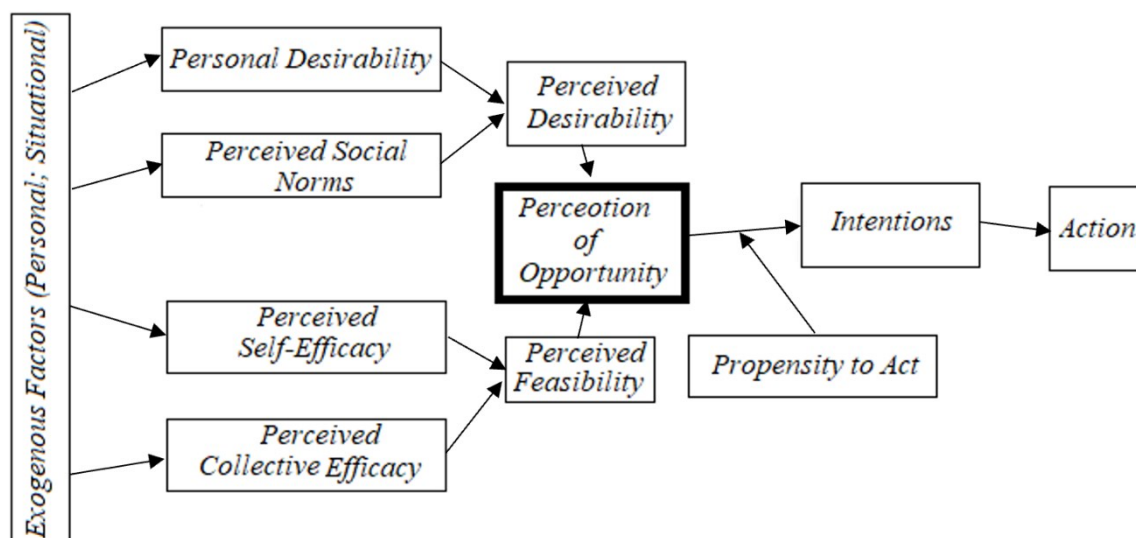 Exogenous Factors (Personal; Situational)
Personal Desirability
Perceived Social
Norms
Perceived
Self-Efficacy
Perceived
Collective Efficacy
Perceived
Desirability
Perceotion
of
Opportunity
Perceived
Feasibility
Intentions
Propensity to Act
Action